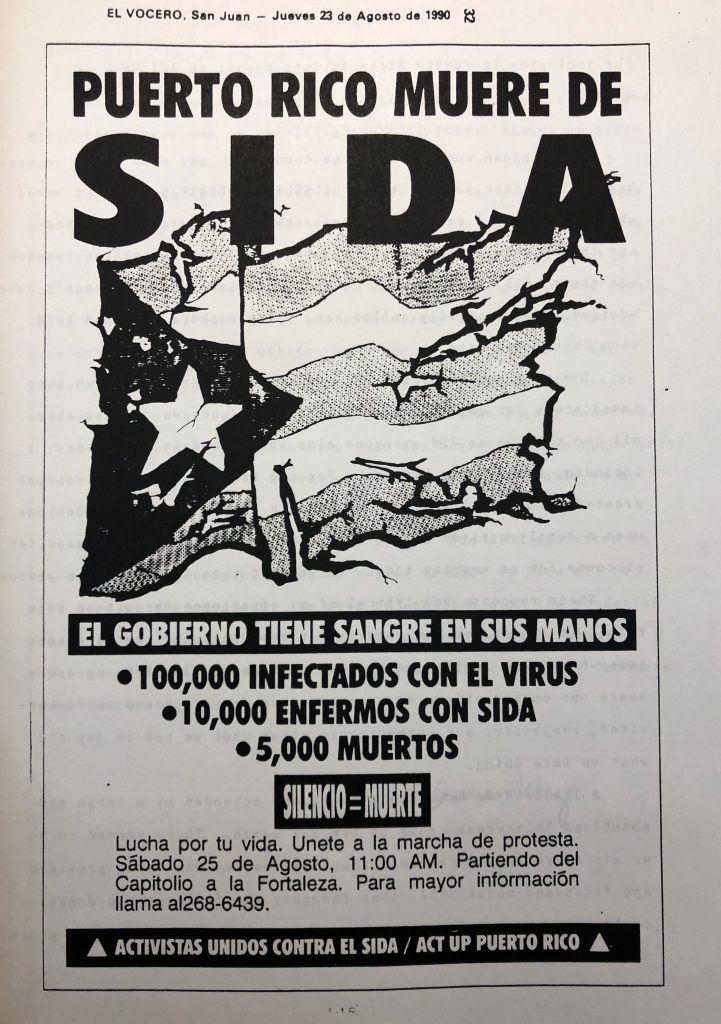 EL VOCERO, San Juan — Jueves 23 de Agosto de 1990 32
PUERTO RICO MUERE DE
SIDA
EL GOBIERNO TIENE SANGRE EN SUS MANOS
•100,000 INFECTADOS CON EL VIRUS
•10,000 ENFERMOS CON SIDA
•5,000 MUERTOS
SILENCIO=MUERTE
Lucha por tu vida. Unete a la marcha de protesta.
Sábado 25 de Agosto, 11:00 AM. Partiendo del
Capitolio a la Fortaleza. Para mayor información
llama al268-6439.
▲ ACTIVISTAS UNIDOS CONTRA EL SIDA / ACT UP PUERTO RICO ▲